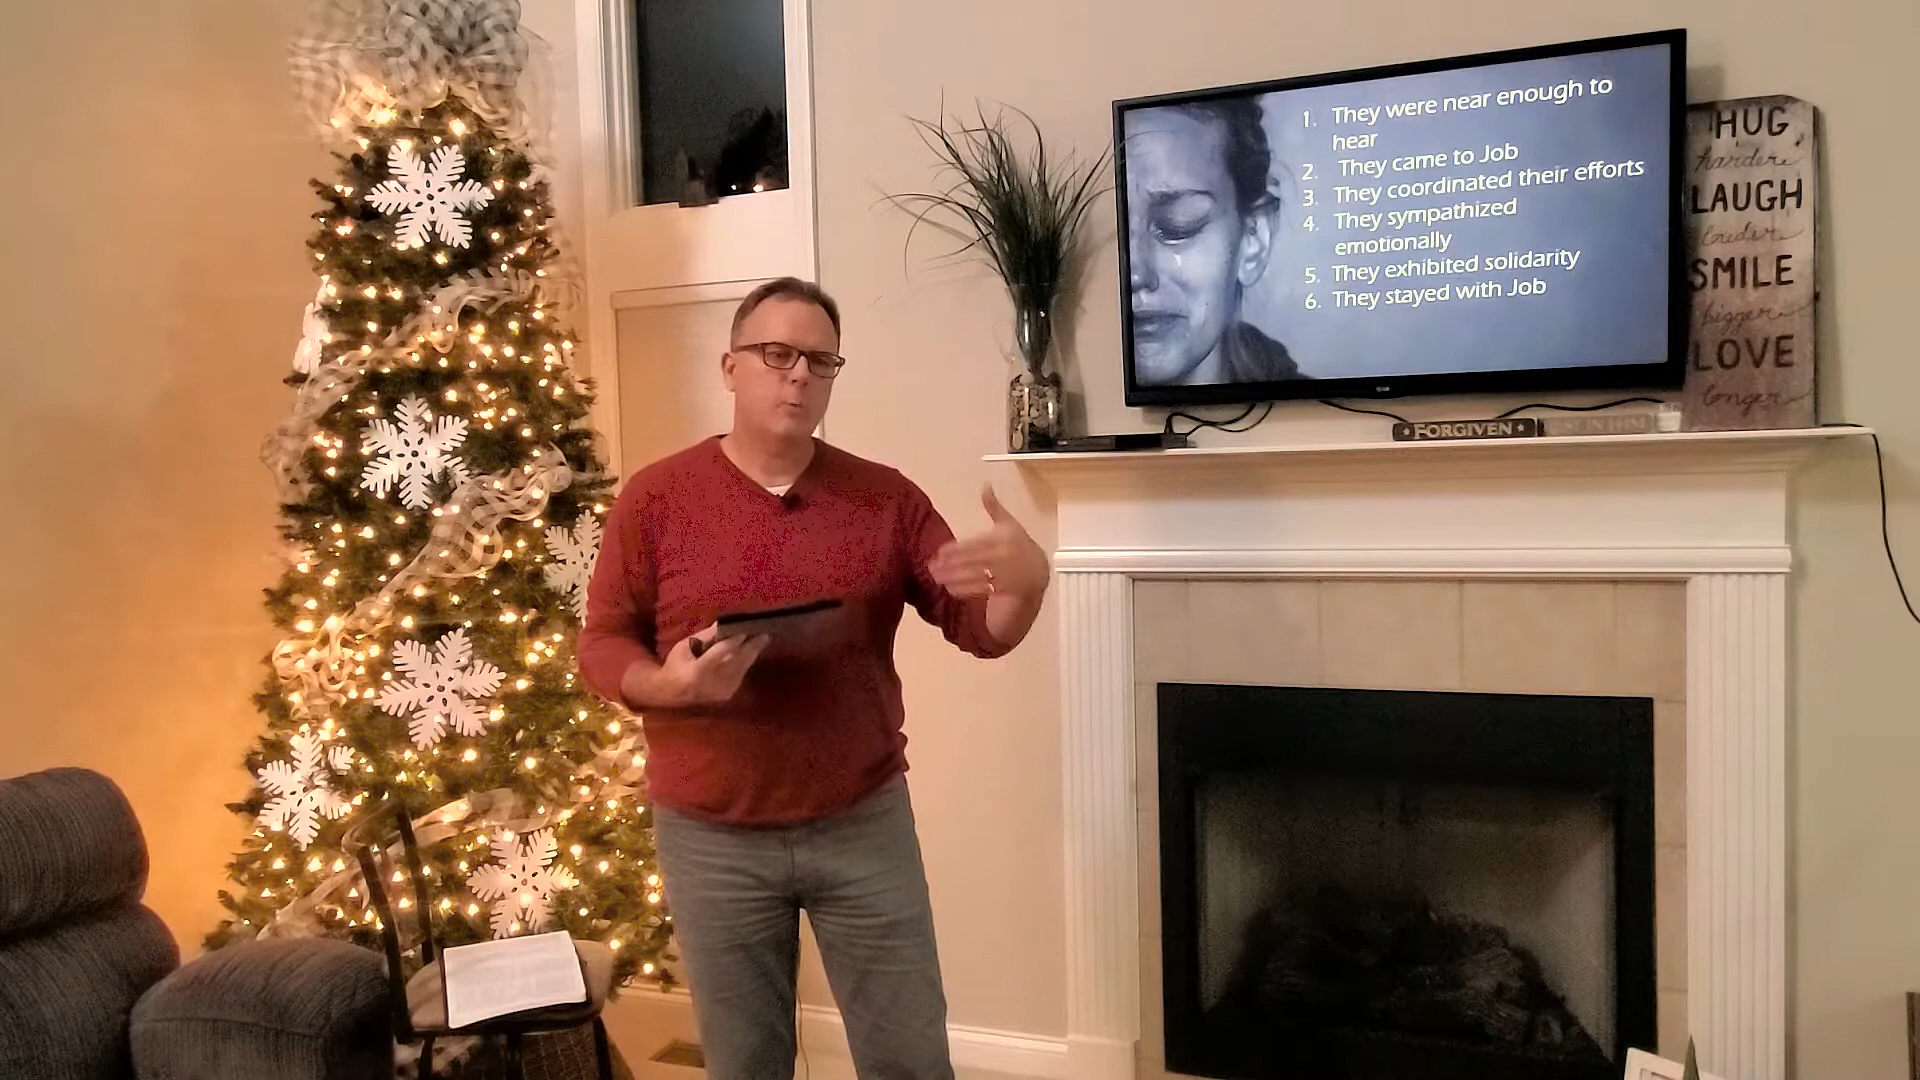 1. They were near enough to
hear
2. They came to Job
3. They coordinated their efforts
4. They sympathized
emotionally
5. They exhibited solidarity
6. They stayed with Job
HUG
harder
LAUGH
louder
SMILE
bigger
LOVE
longer
★ FORGIVEN ★
IN HIM